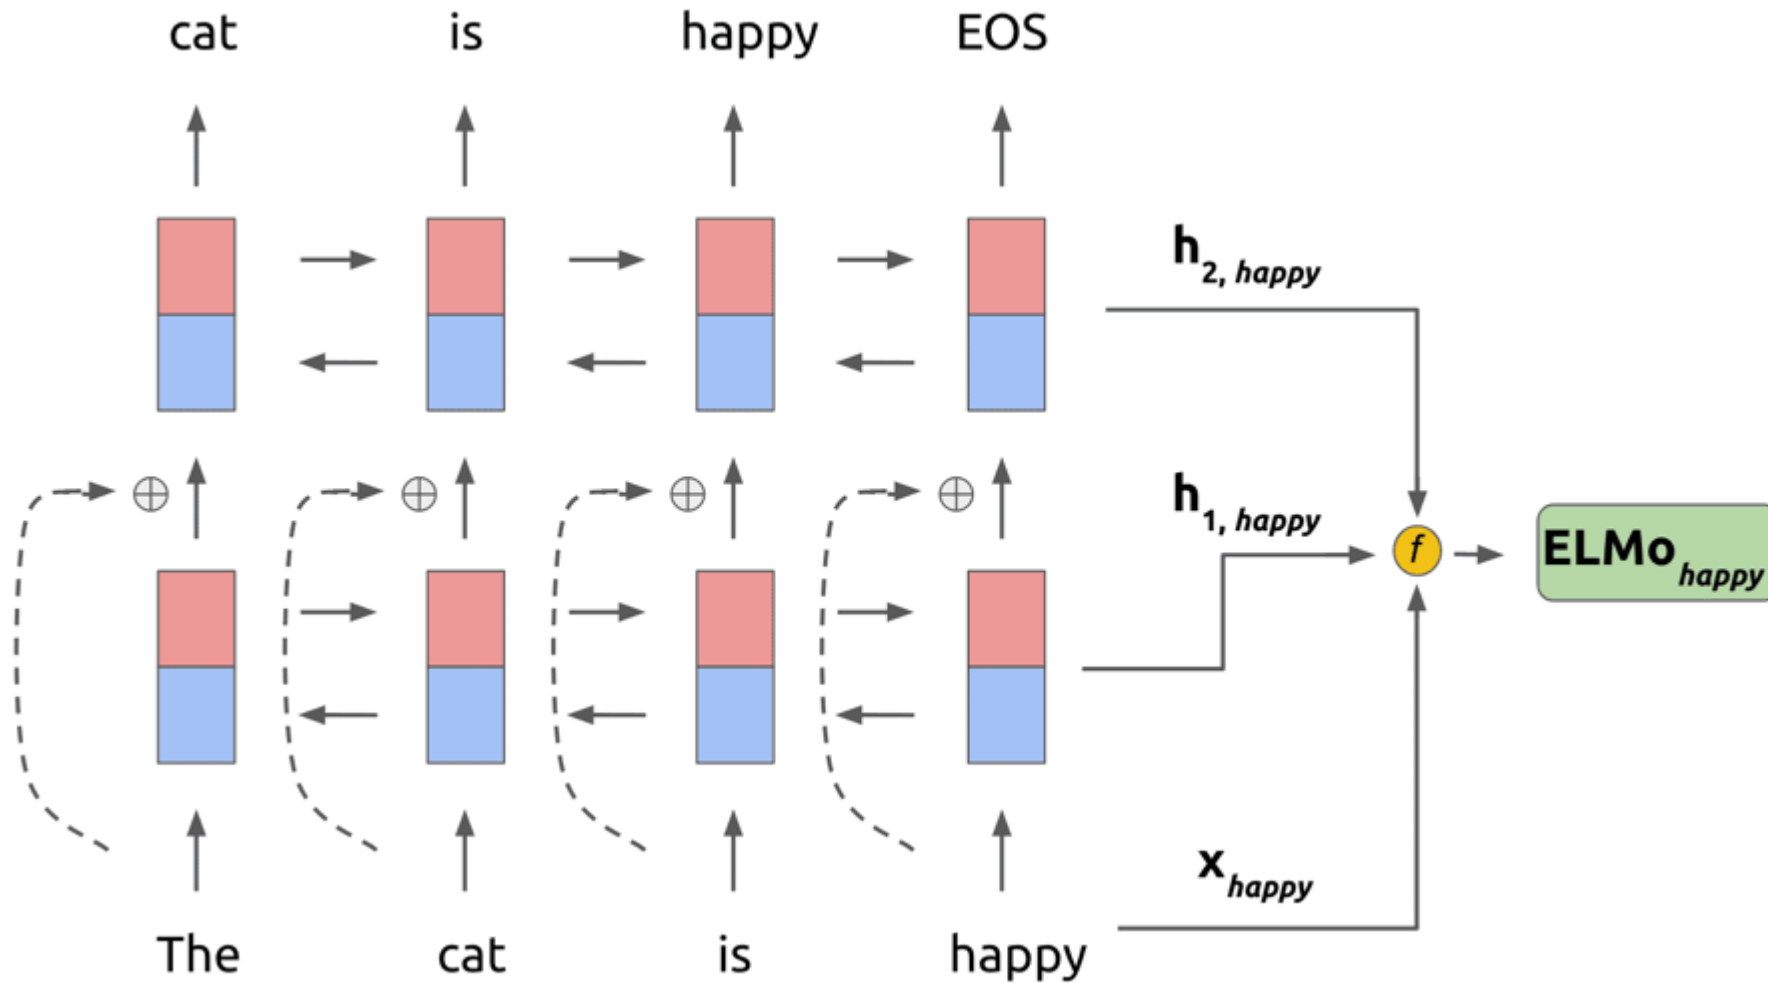 cat is happy EOS
h2, happy
h1, happy
f ELMohappy
xhappy
The cat is happy